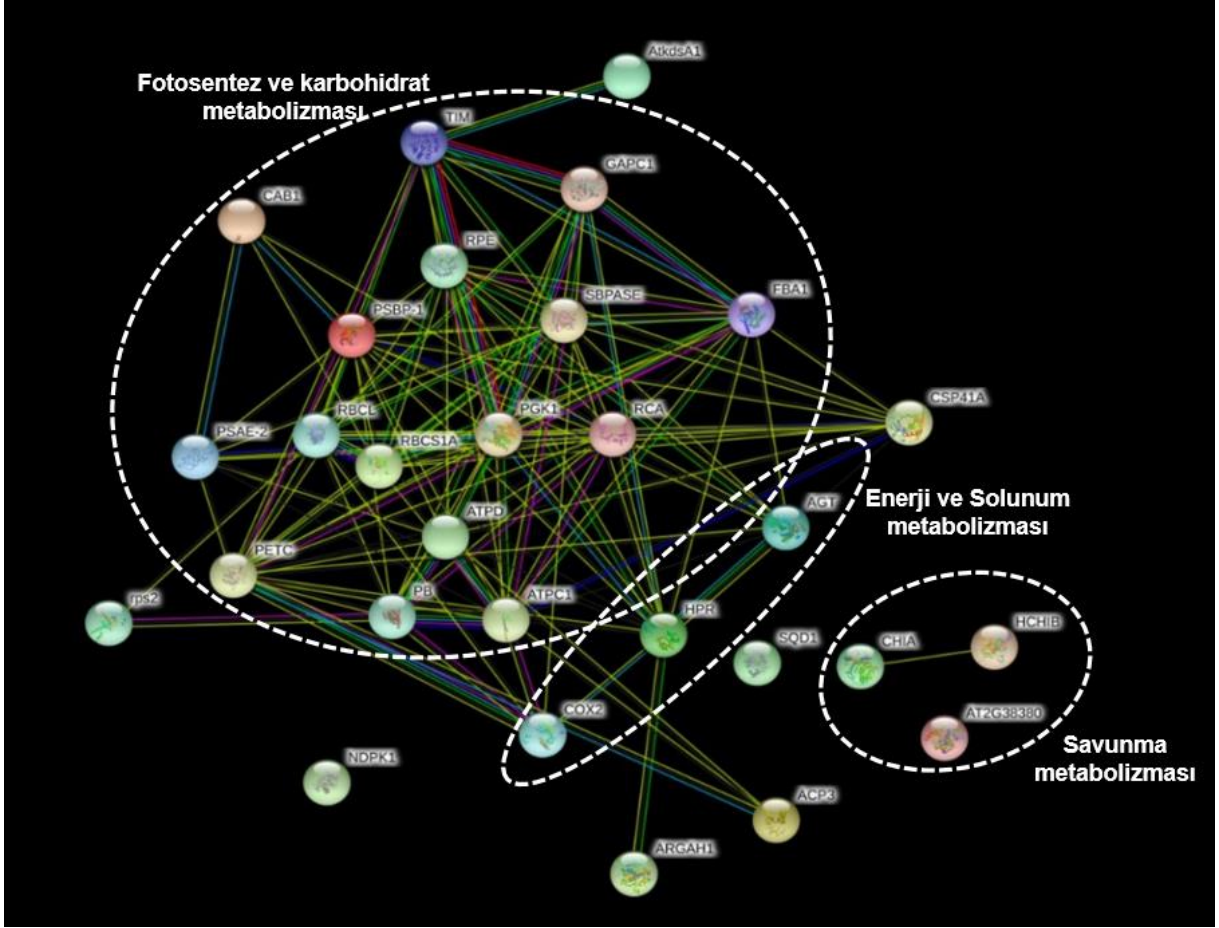 AtkdsA1
Fotosentez ve karbohidrat
metabolizması
TIM
GAPC1
CAB1
RPE
SBPASE
FBA1
PSBP-1
CSP41A
RBCL
PGK1
RCA
PSAE-2
RBCS1A
Enerji ve Solunum
metabolizması
AGT
ATPD
PETC
PB
ATPC1
rps2
HPR
SQD1
CHIA
HCHIB
COX2
AT2G38380
Savunma
metabolizması
NDPK1
ACP3
ARGAH1